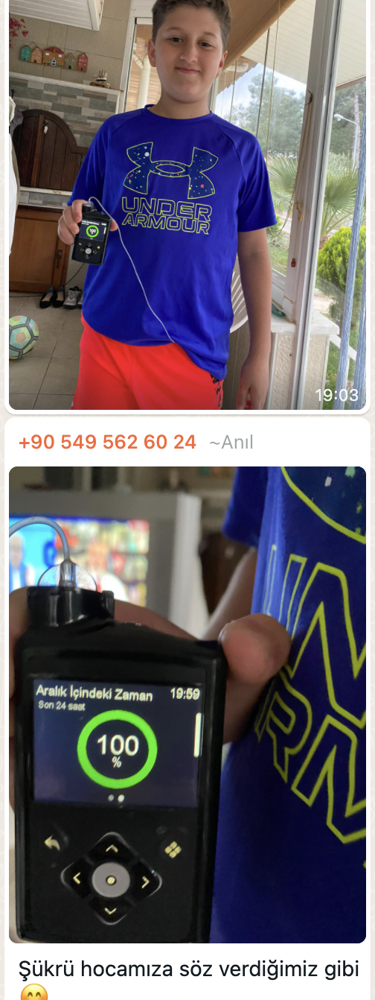 UNDER
ARMOUR
100
19:03
+90 549 562 60 24 ~Anıl
Aralık İçindeki Zaman 19:59
Son 24 saat
100
%
Şükrü hocamıza söz verdiğimiz gibi
😊